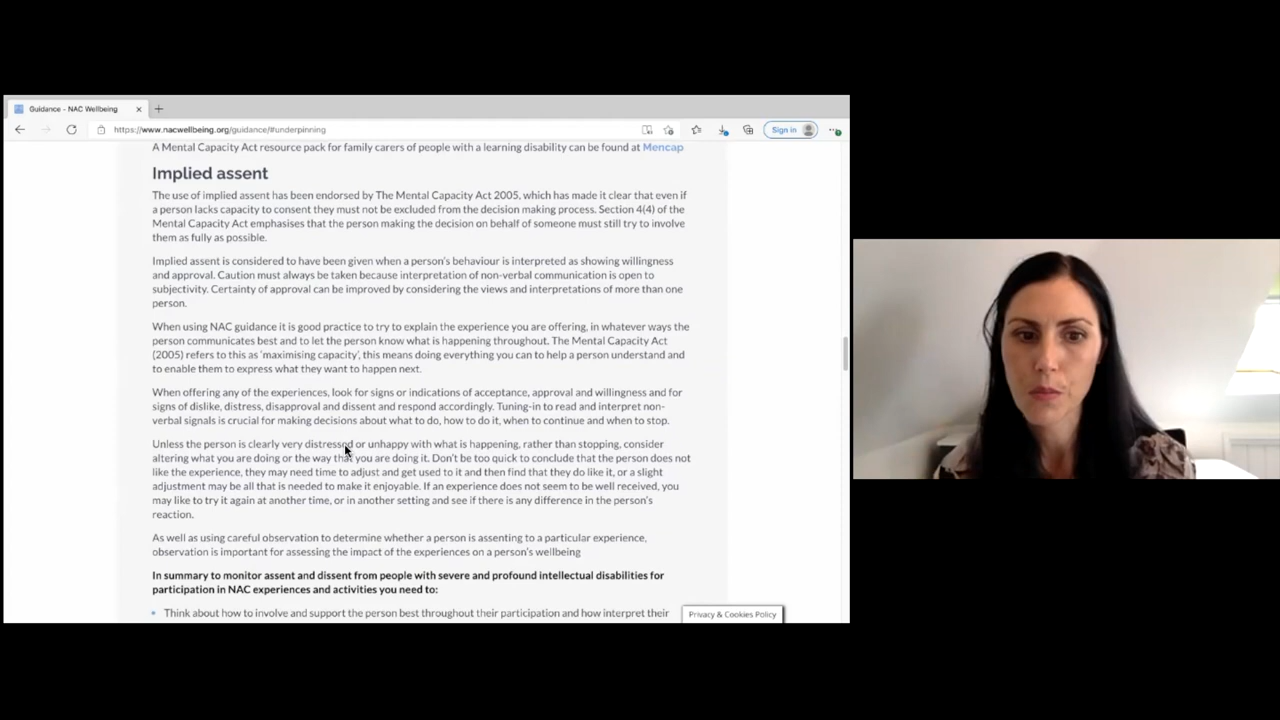 Guidance - NAC Wellbeing
https://www.nacwellbeing.org/guidance/#underpinning
Sign in
A Mental Capacity Act resource pack for family carers of people with a learning disability can be found at Mencap
Implied assent
The use of implied assent has been endorsed by The Mental Capacity Act 2005, which has made it clear that even if
a person lacks capacity to consent they must not be excluded from the decision making process. Section 4(4) of the
Mental Capacity Act emphasises that the person making the decision on behalf of someone must still try to involve
them as fully as possible.
Implied assent is considered to have been given when a person's behaviour is interpreted as showing willingness
and approval. Caution must always be taken because interpretation of non-verbal communication is open to
subjectivity. Certainty of approval can be improved by considering the views and interpretations of more than one
person.
When using NAC guidance it is good practice to try to explain the experience you are offering, in whatever ways the
person communicates best and to let the person know what is happening throughout. The Mental Capacity Act
(2005) refers to this as 'maximising capacity', this means doing everything you can to help a person understand and
to enable them to express what they want to happen next.
When offering any of the experiences, look for signs or indications of acceptance, approval and willingness and for
signs of dislike, distress, disapproval and dissent and respond accordingly. Tuning-in to read and interpret non-
verbal signals is crucial for making decisions about what to do, how to do it, when to continue and when to stop.
Unless the person is clearly very distressed or unhappy with what is happening, rather than stopping, consider
altering what you are doing or the way that you are doing it. Don't be too quick to conclude that the person does not
like the experience, they may need time to adjust and get used to it and then find that they do like it, or a slight
adjustment may be all that is needed to make it enjoyable. If an experience does not seem to be well received, you
may like to try it again at another time, or in another setting and see if there is any difference in the person's
reaction.
As well as using careful observation to determine whether a person is assenting to a particular experience,
observation is important for assessing the impact of the experiences on a person's wellbeing
In summary to monitor assent and dissent from people with severe and profound intellectual disabilities for
participation in NAC experiences and activities you need to:
Think about how to involve and support the person best throughout their participation and how interpret their
Privacy & Cookies Policy